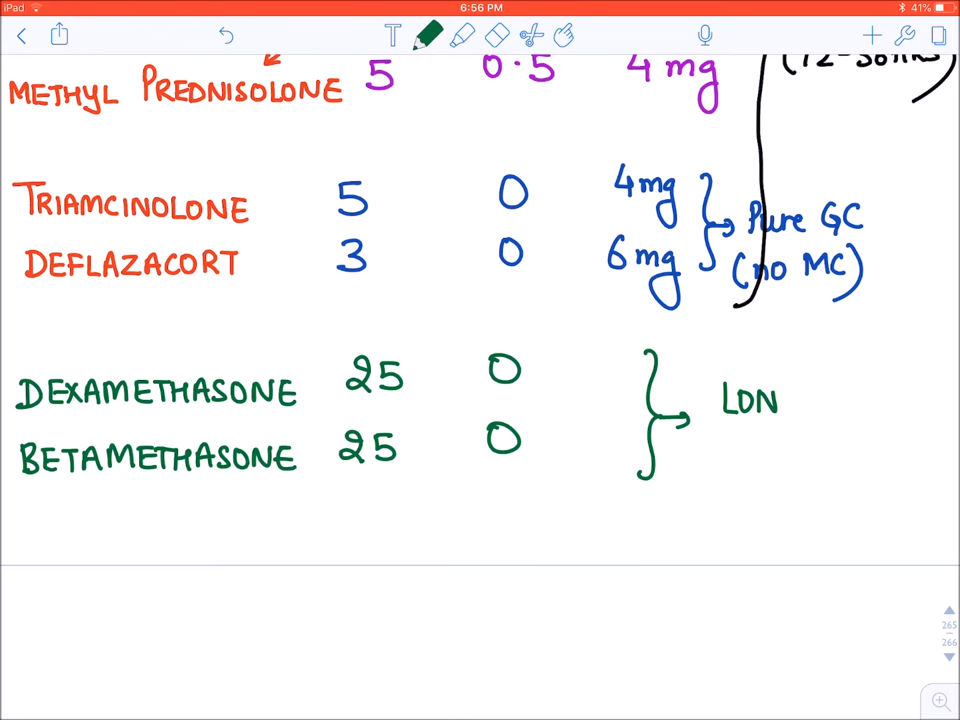 iPad 6:56 PM 41%
T
METHYL PREDNISOLONE 5 0.5 4 mg
TRIAMCINOLONE 5 0 4mg
Pure GC
DEFLAZACORT 3 0 6mg
(no MC)
DEXAMETHASONE 25 0
LON
BETAMETHASONE 25 0
265
266